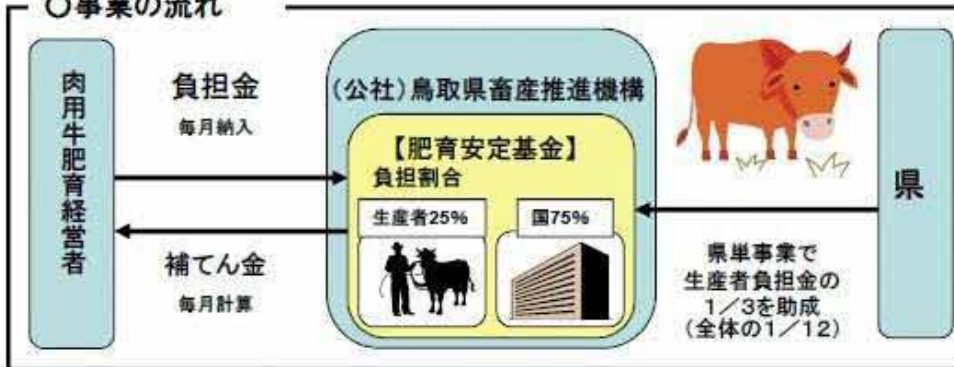 〇事業の流れ
肉用牛肥育経営者
負担金
毎月納入
補てん金
毎月計算
(公社)鳥取県畜産推進機構
【肥育安定基金】
負担割合
生産者25%
国75%
県単事業で
生産者負担金の
1/3を助成
(全体の1/12)
県